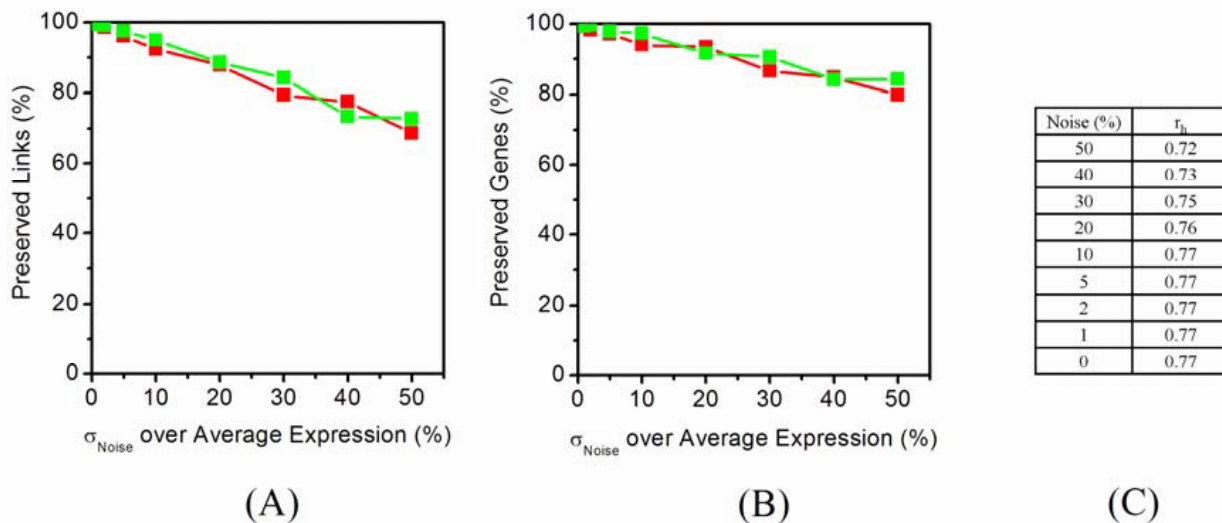 100
80
60
40
20
0
Preserved Links (%)
0 10 20 30 40 50
σNoise over Average Expression (%)
(A)
100
80
60
40
20
0
Preserved Genes (%)
0 10 20 30 40 50
σNoise over Average Expression (%)
(B)
Noise (%) rh
50 0.72
40 0.73
30 0.75
20 0.76
10 0.77
5 0.77
2 0.77
1 0.77
0 0.77
(C)